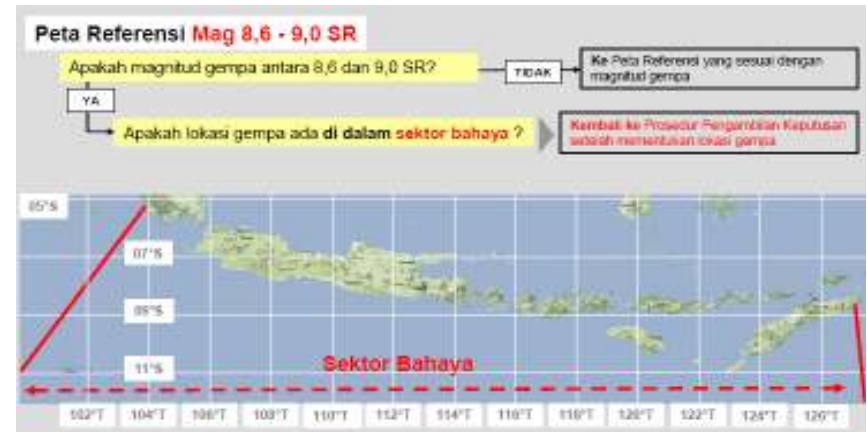 Peta Referensi Mag 8,6 - 9,0 SR
Apakah magnitud gempa antara 8,6 dan 9,0 SR?
TIDAK
Ke Peta Referensi yang sesuai dengan
magnitud gempa
YA
Apakah lokasi gempa ada di dalam sektor bahaya ?
Kembali ke Prosedur Pengambilan Keputusan
setelah menentukan lokasi gempa
05°S
07°S
09°S
11°S
Sektor Bahaya
102°T 104°T 106°T 108°T 110°T 112°T 114°T 116°T 118°T 120°T 122°T 124°T 126°T